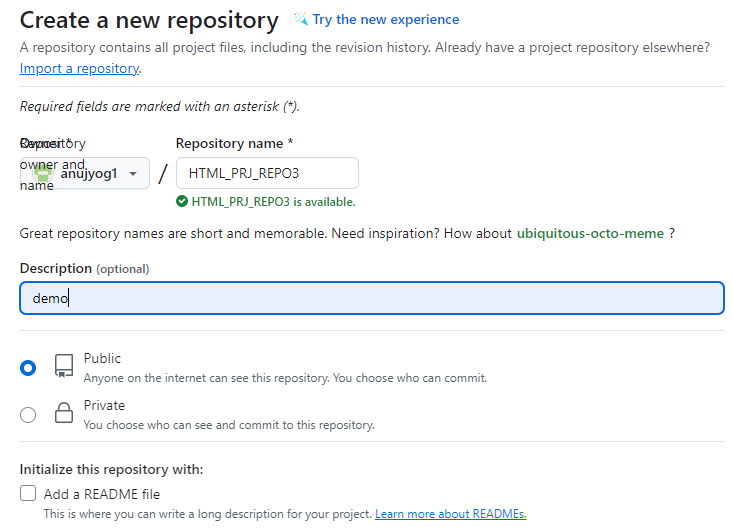 Create a new repository Try the new experience
A repository contains all project files, including the revision history. Already have a project repository elsewhere?
Import a repository.
Required fields are marked with an asterisk (*).
Owner * Repository name *
Repository
owner and
name
anujyog1 / HTML_PRJ_REPO3
HTML_PRJ_REPO3 is available.
Great repository names are short and memorable. Need inspiration? How about ubiquitous-octo-meme ?
Description (optional)
demo
Public
Anyone on the internet can see this repository. You choose who can commit.
Private
You choose who can see and commit to this repository.
Initialize this repository with:
Add a README file
This is where you can write a long description for your project. Learn more about READMEs.